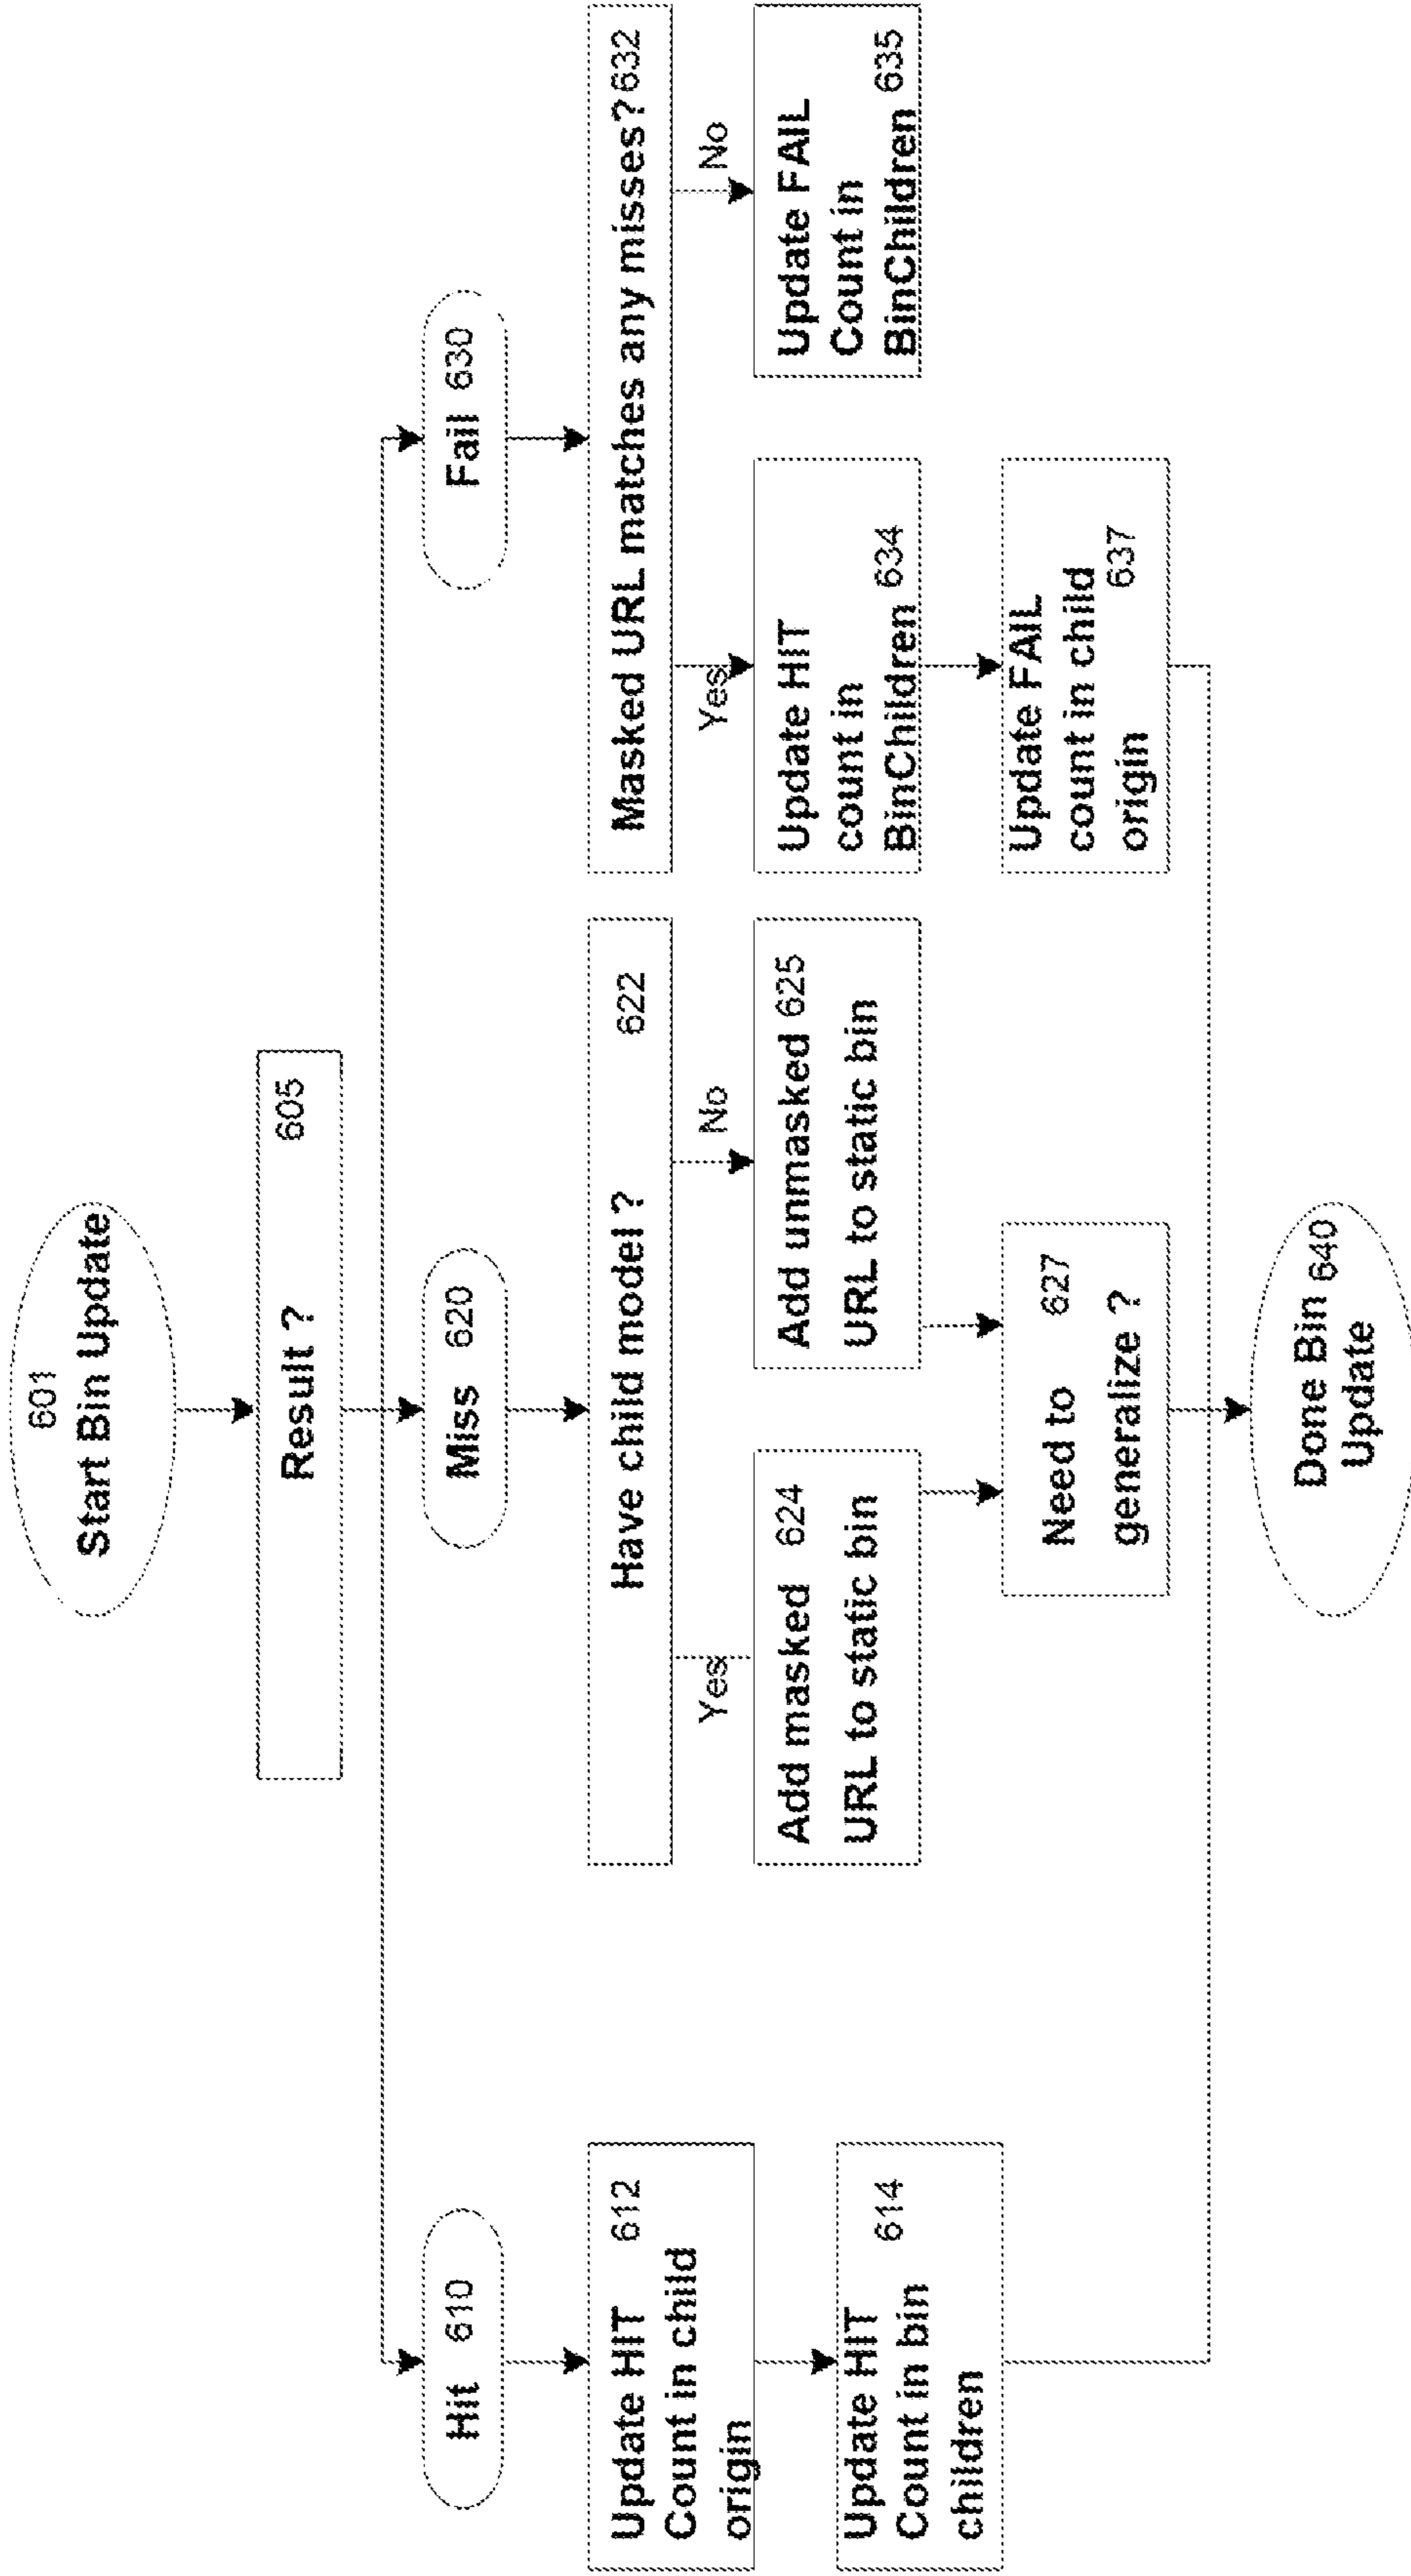 601
Start Bin Update
Result ? 605
Hit 610
Miss 620
Fail 630
Update HIT 612
Count in child
origin
Have child model ? 622
Masked URL matches any misses? 632
Yes
No
Yes
No
Update HIT
Count in bin 614
children
Add masked 624
URL to static bin
Add unmasked 625
URL to static bin
Update HIT
count in
BinChildren 634
Update FAIL
Count in
BinChildren 635
Need to 627
generalize ?
Update FAIL
count in child
origin 637
Done Bin 640
Update